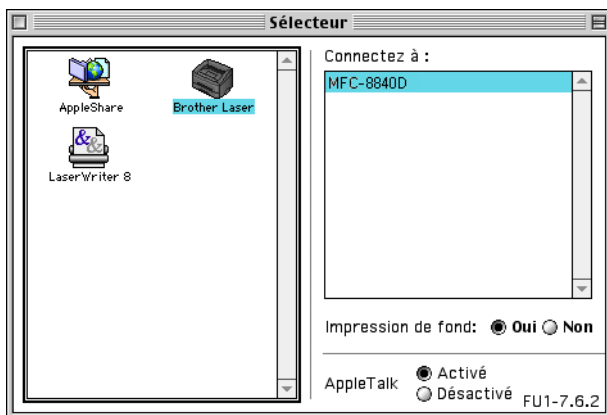 Sélecteur
AppleShare
Brother Laser
LaserWriter 8
Connectez à :
MFC-8840D
Impression de fond: Oui Non
AppleTalk Activé
Désactivé
FU1-7.6.2